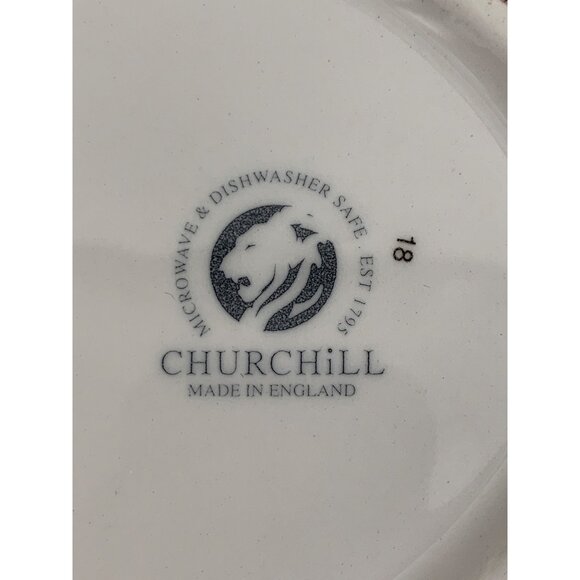 MICROWAVE & DISHWASHER SAFE EST 1795
CHURCHiLL
MADE IN ENGLAND
18